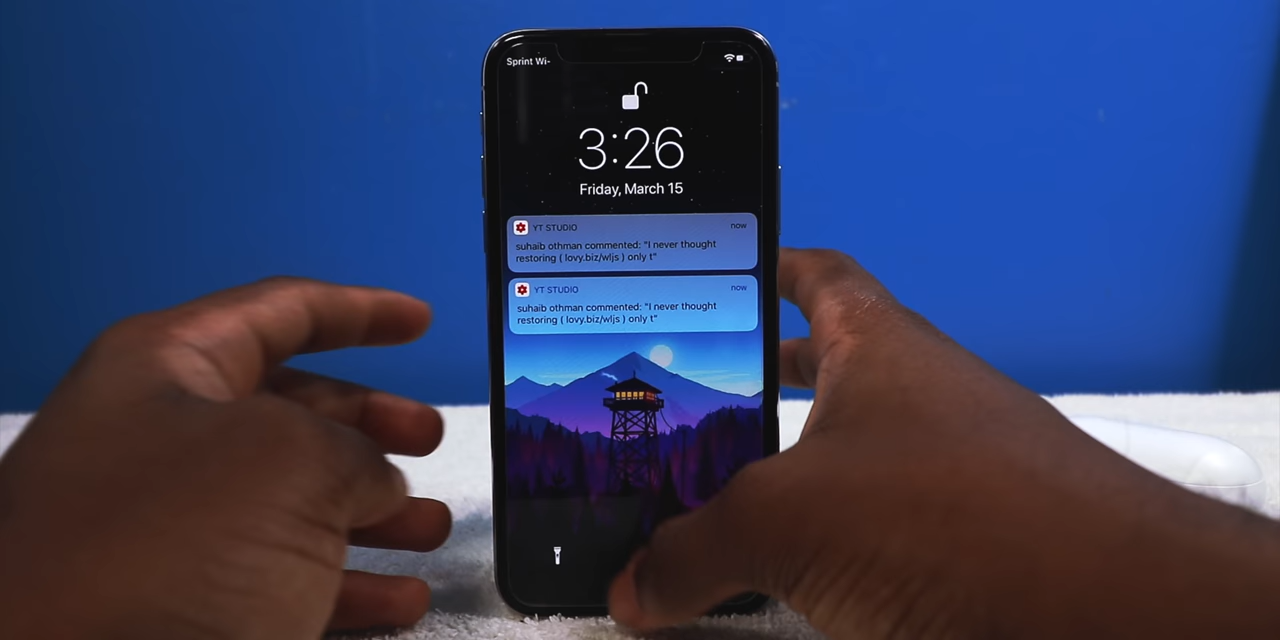 Sprint Wi-
3:26
Friday, March 15
YT STUDIO now
suhaib othman commented: "I never thought
restoring ( lovy.biz/wljs ) only t"
YT STUDIO now
suhaib othman commented: "I never thought
restoring ( lovy.biz/wljs ) only t"